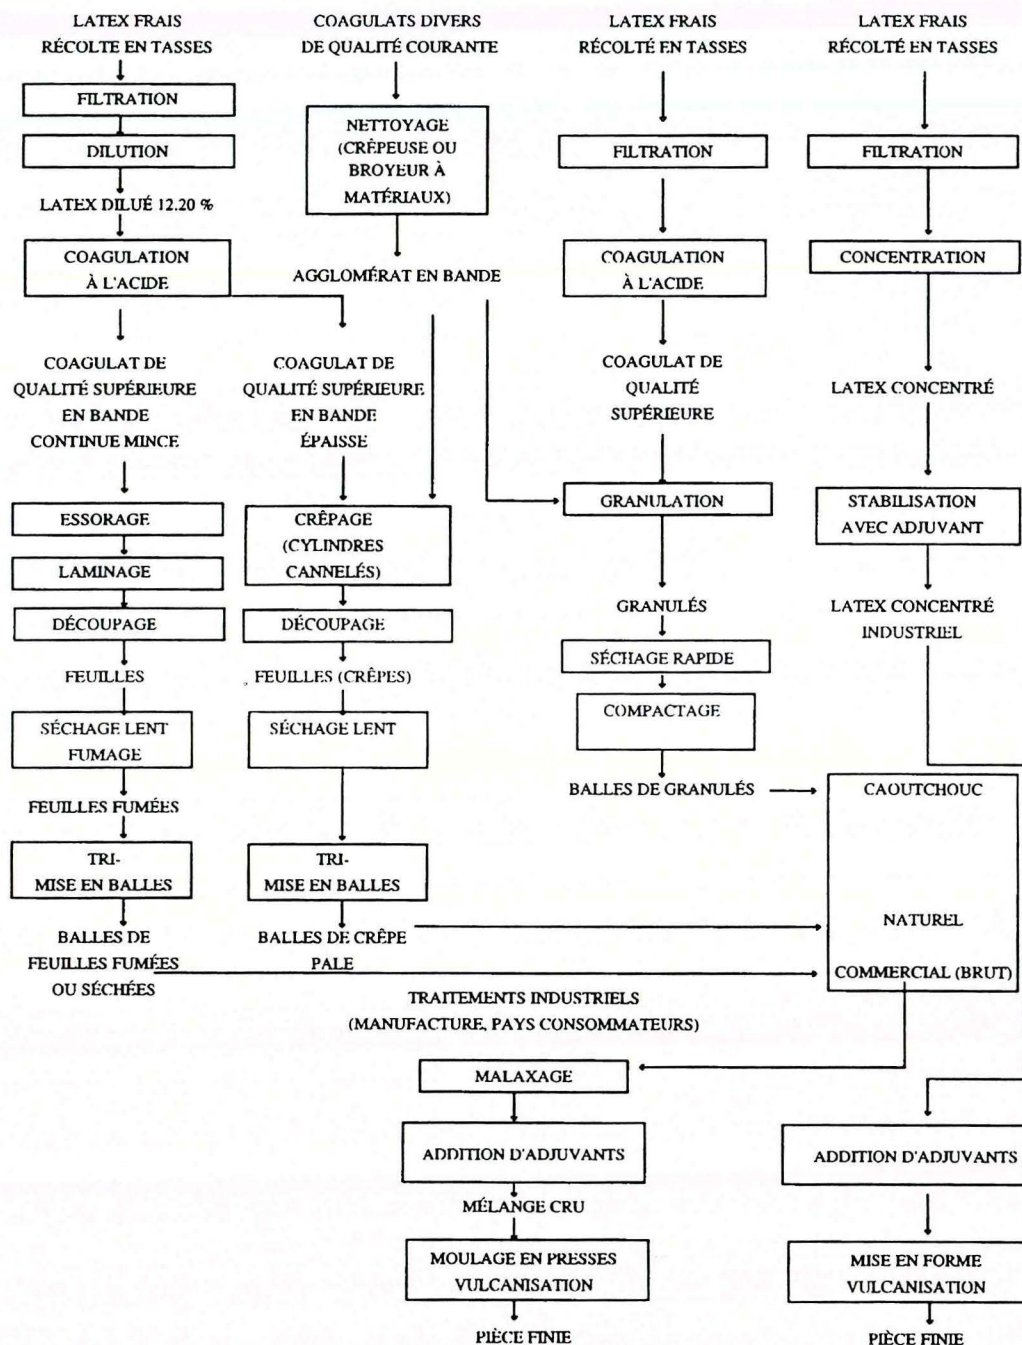 LATEX FRAIS
RÉCOLTE EN TASSES
FILTRATION
DILUTION
LATEX DILUÉ 12.20 %
COAGULATION
À L'ACIDE
COAGULAT DE
QUALITÉ SUPÉRIEURE
EN BANDE
CONTINUE MINCE
ESSORAGE
LAMINAGE
DÉCOUPAGE
FEUILLES
SÉCHAGE LENT
FUMAGE
FEUILLES FUMÉES
TRI-
MISE EN BALLES
BALLES DE
FEUILLES FUMÉES
OU SÉCHÉES
COAGULATS DIVERS
DE QUALITÉ COURANTE
NETTOYAGE
(CRÊPEUSE OU
BROYEUR À
MATÉRIAUX)
AGGLOMÉRAT EN BANDE
COAGULAT DE
QUALITÉ SUPÉRIEURE
EN BANDE
ÉPAISSE
CRÊPAGE
(CYLINDRES
CANNELÉS)
DÉCOUPAGE
FEUILLES (CRÊPES)
SÉCHAGE LENT
TRI-
MISE EN BALLES
BALLES DE CRÊPE
PALE
LATEX FRAIS
RÉCOLTÉ EN TASSES
FILTRATION
COAGULATION
À L'ACIDE
COAGULAT DE
QUALITÉ
SUPÉRIEURE
GRANULATION
GRANULÉS
SÉCHAGE RAPIDE
COMPACTAGE
BALLES DE GRANULÉS
LATEX FRAIS
RÉCOLTÉ EN TASSES
FILTRATION
CONCENTRATION
LATEX CONCENTRÉ
STABILISATION
AVEC ADJUVANT
LATEX CONCENTRÉ
INDUSTRIEL
CAOUTCHOUC
NATUREL
COMMERCIAL (BRUT)
TRAITEMENTS INDUSTRIELS
(MANUFACTURE, PAYS CONSOMMATEURS)
MALAXAGE
ADDITION D'ADJUVANTS
MÉLANGE CRU
MOULAGE EN PRESSES
VULCANISATION
PIÈCE FINIE
ADDITION D'ADJUVANTS
MISE EN FORME
VULCANISATION
PIÈCE FINIE